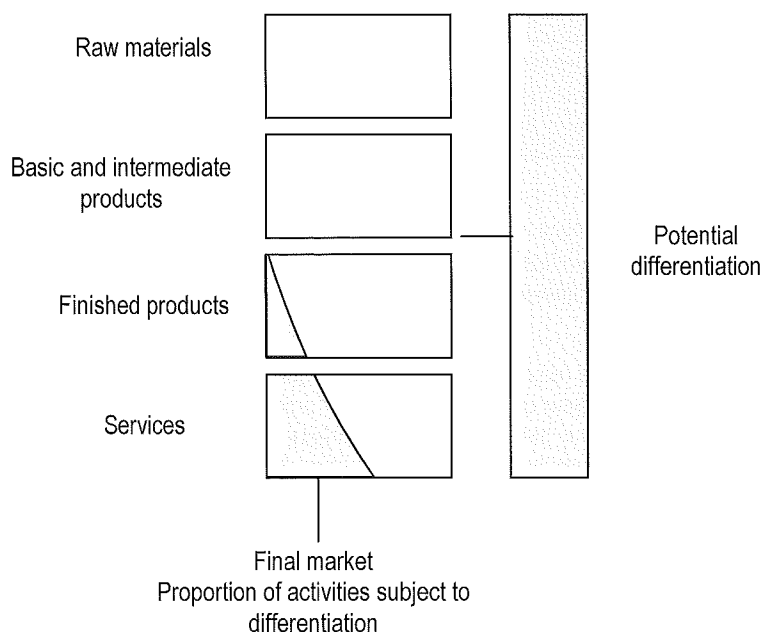 Raw materials
Basic and intermediate
products
Finished products
Services
Potential
differentiation
Final market
Proportion of activities subject to
differentiation